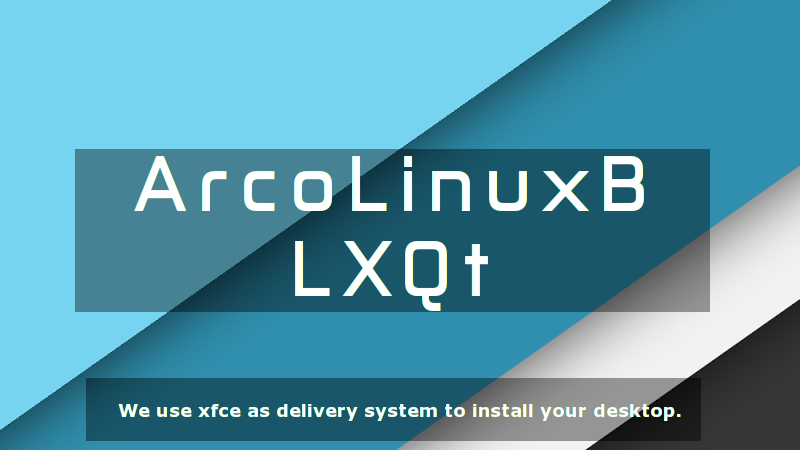 ArcoLinuxB
LXQt
We use xfce as delivery system to install your desktop.